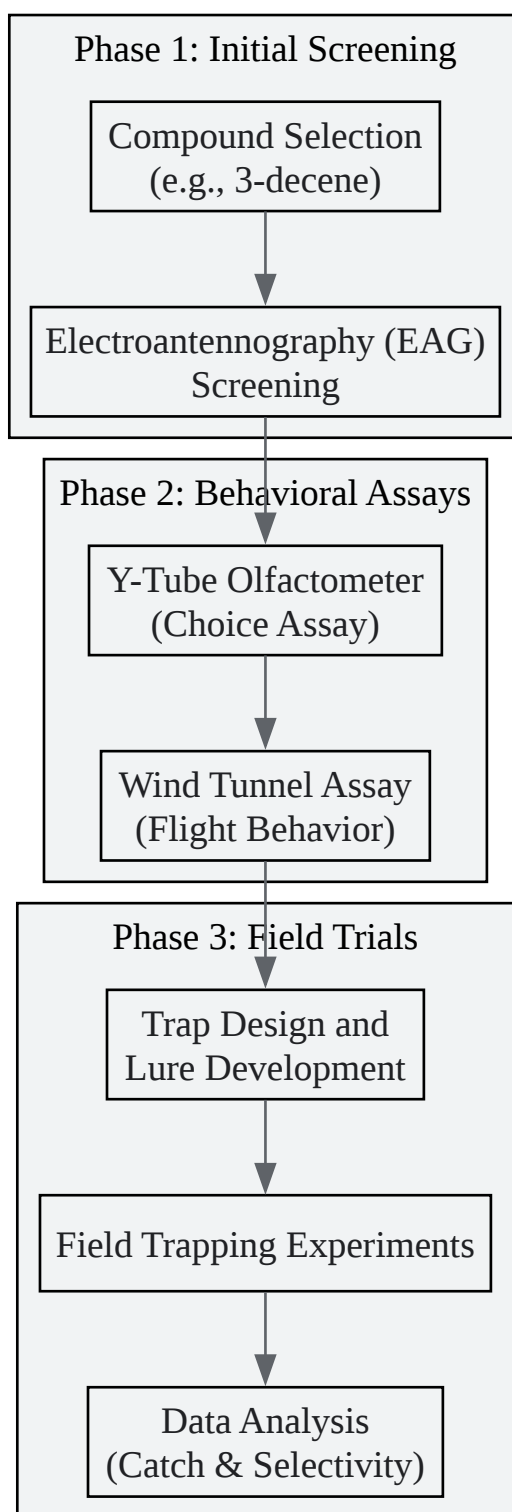 Phase 1: Initial Screening
Compound Selection
(e.g., 3-decene)
Electroantennography (EAG)
Screening
Phase 2: Behavioral Assays
Y-Tube Olfactometer
(Choice Assay)
Wind Tunnel Assay
(Flight Behavior)
Phase 3: Field Trials
Trap Design and
Lure Development
Field Trapping Experiments
Data Analysis
(Catch & Selectivity)